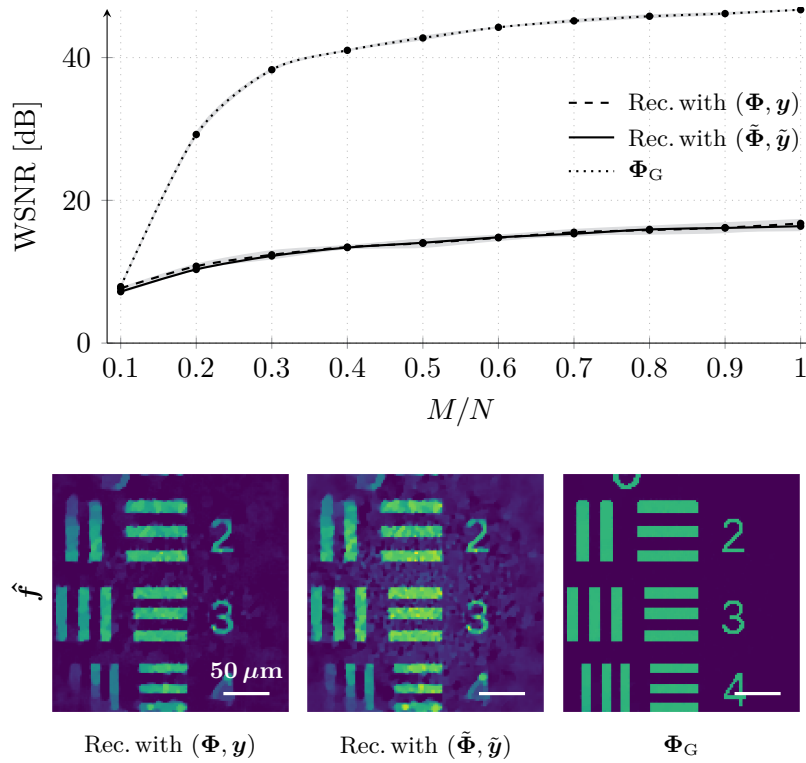 40
20
0
WSNR [dB]
Rec. with (Φ, y)
Rec. with (Φ̃, ỹ)
Φ_G
0.1 0.2 0.3 0.4 0.5 0.6 0.7 0.8 0.9 1
M/N
f̂
2 2 2
3 3 3
4 4 4
50 μm
Rec. with (Φ, y) Rec. with (Φ̃, ỹ) Φ_G